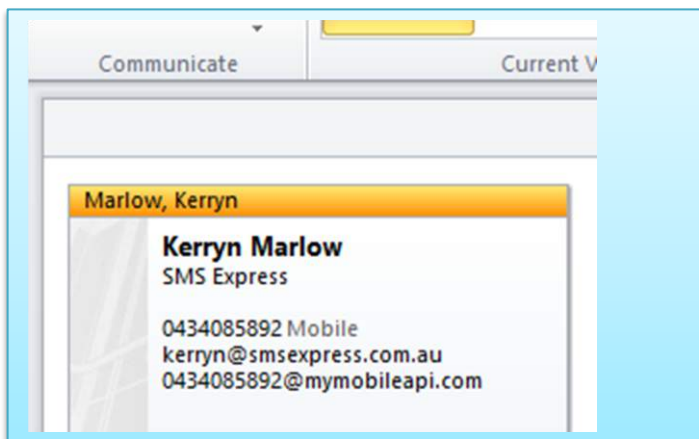 Communicate
Current V
Marlow, Kerryn
Kerryn Marlow
SMS Express
0434085892 Mobile
kerryn@smsexpress.com.au
0434085892@mymobileapi.com